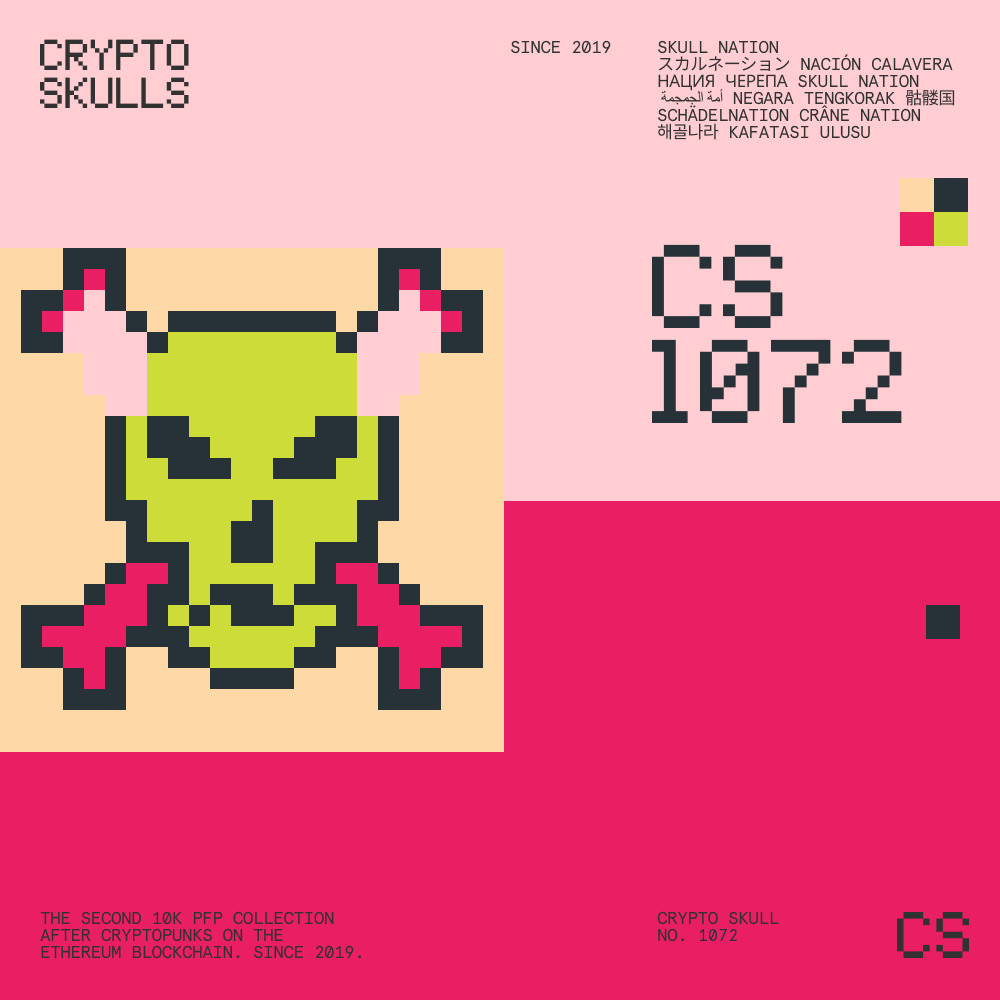 CRYPTO
SKULLS
SINCE 2019
SKULL NATION
スカルネーション NACIÓN CALAVERA
НАЦИЯ ЧЕРЕПА SKULL NATION
أمة الجمجمة NEGARA TENGKORAK 骷髅国
SCHÄDELNATION CRÂNE NATION
해골나라 KAFATASI ULUSU
CS
1072
THE SECOND 10K PFP COLLECTION
AFTER CRYPTOPUNKS ON THE
ETHEREUM BLOCKCHAIN. SINCE 2019.
CRYPTO SKULL
NO. 1072
CS